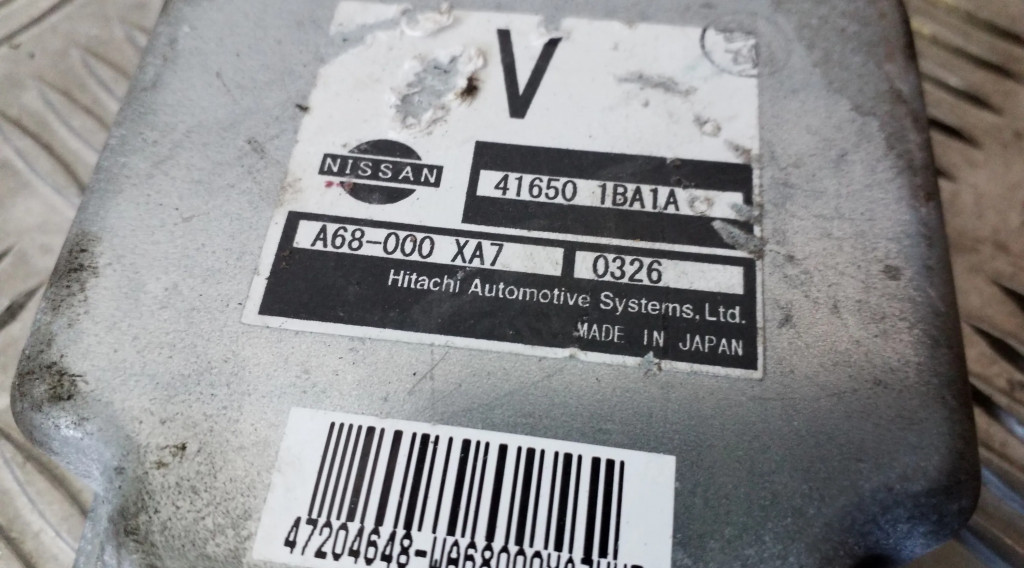 V
NISSAN
41650 1BA1A
A68-000 XA7 0326
Hitachi Automotive Systems, Ltd.
MADE IN JAPAN